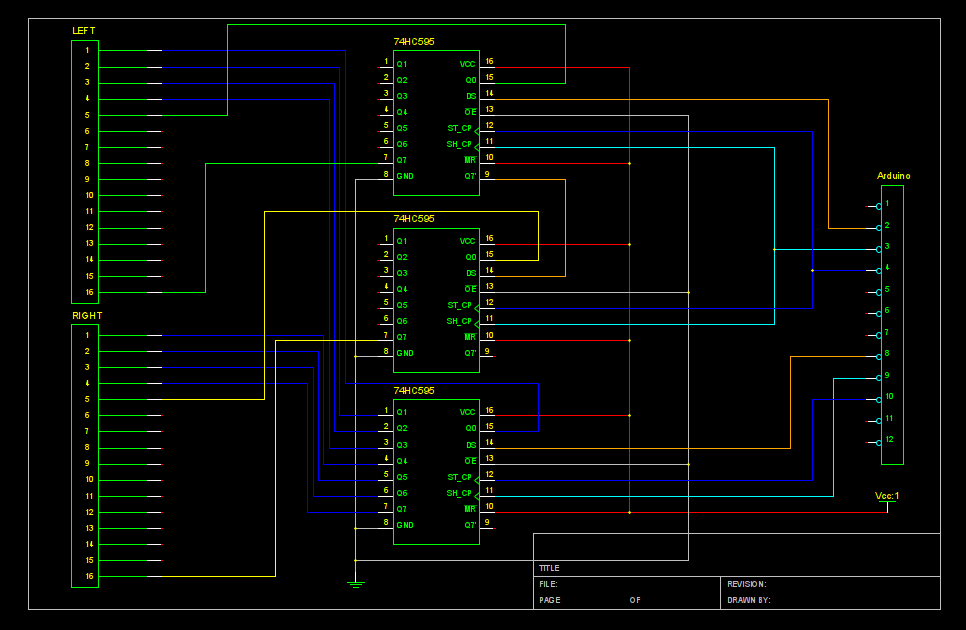 LEFT
1
2
3
4
5
6
7
8
9
10
11
12
13
14
15
16
RIGHT
1
2
3
4
5
6
7
8
9
10
11
12
13
14
15
16
74HC595
1 Q1 VCC 16
2 Q2 Q0 15
3 Q3 DS 14
4 Q4 OE 13
5 Q5 ST_CP 12
6 Q6 SH_CP 11
7 Q7 MR 10
8 GND Q7' 9
74HC595
1 Q1 VCC 16
2 Q2 Q0 15
3 Q3 DS 14
4 Q4 OE 13
5 Q5 ST_CP 12
6 Q6 SH_CP 11
7 Q7 MR 10
8 GND Q7' 9
74HC595
1 Q1 VCC 16
2 Q2 Q0 15
3 Q3 DS 14
4 Q4 OE 13
5 Q5 ST_CP 12
6 Q6 SH_CP 11
7 Q7 MR 10
8 GND Q7' 9
Arduino
1
2
3
4
5
6
7
8
9
10
11
12
Vcc:1
TITLE
FILE: REVISION:
PAGE OF DRAWN BY: